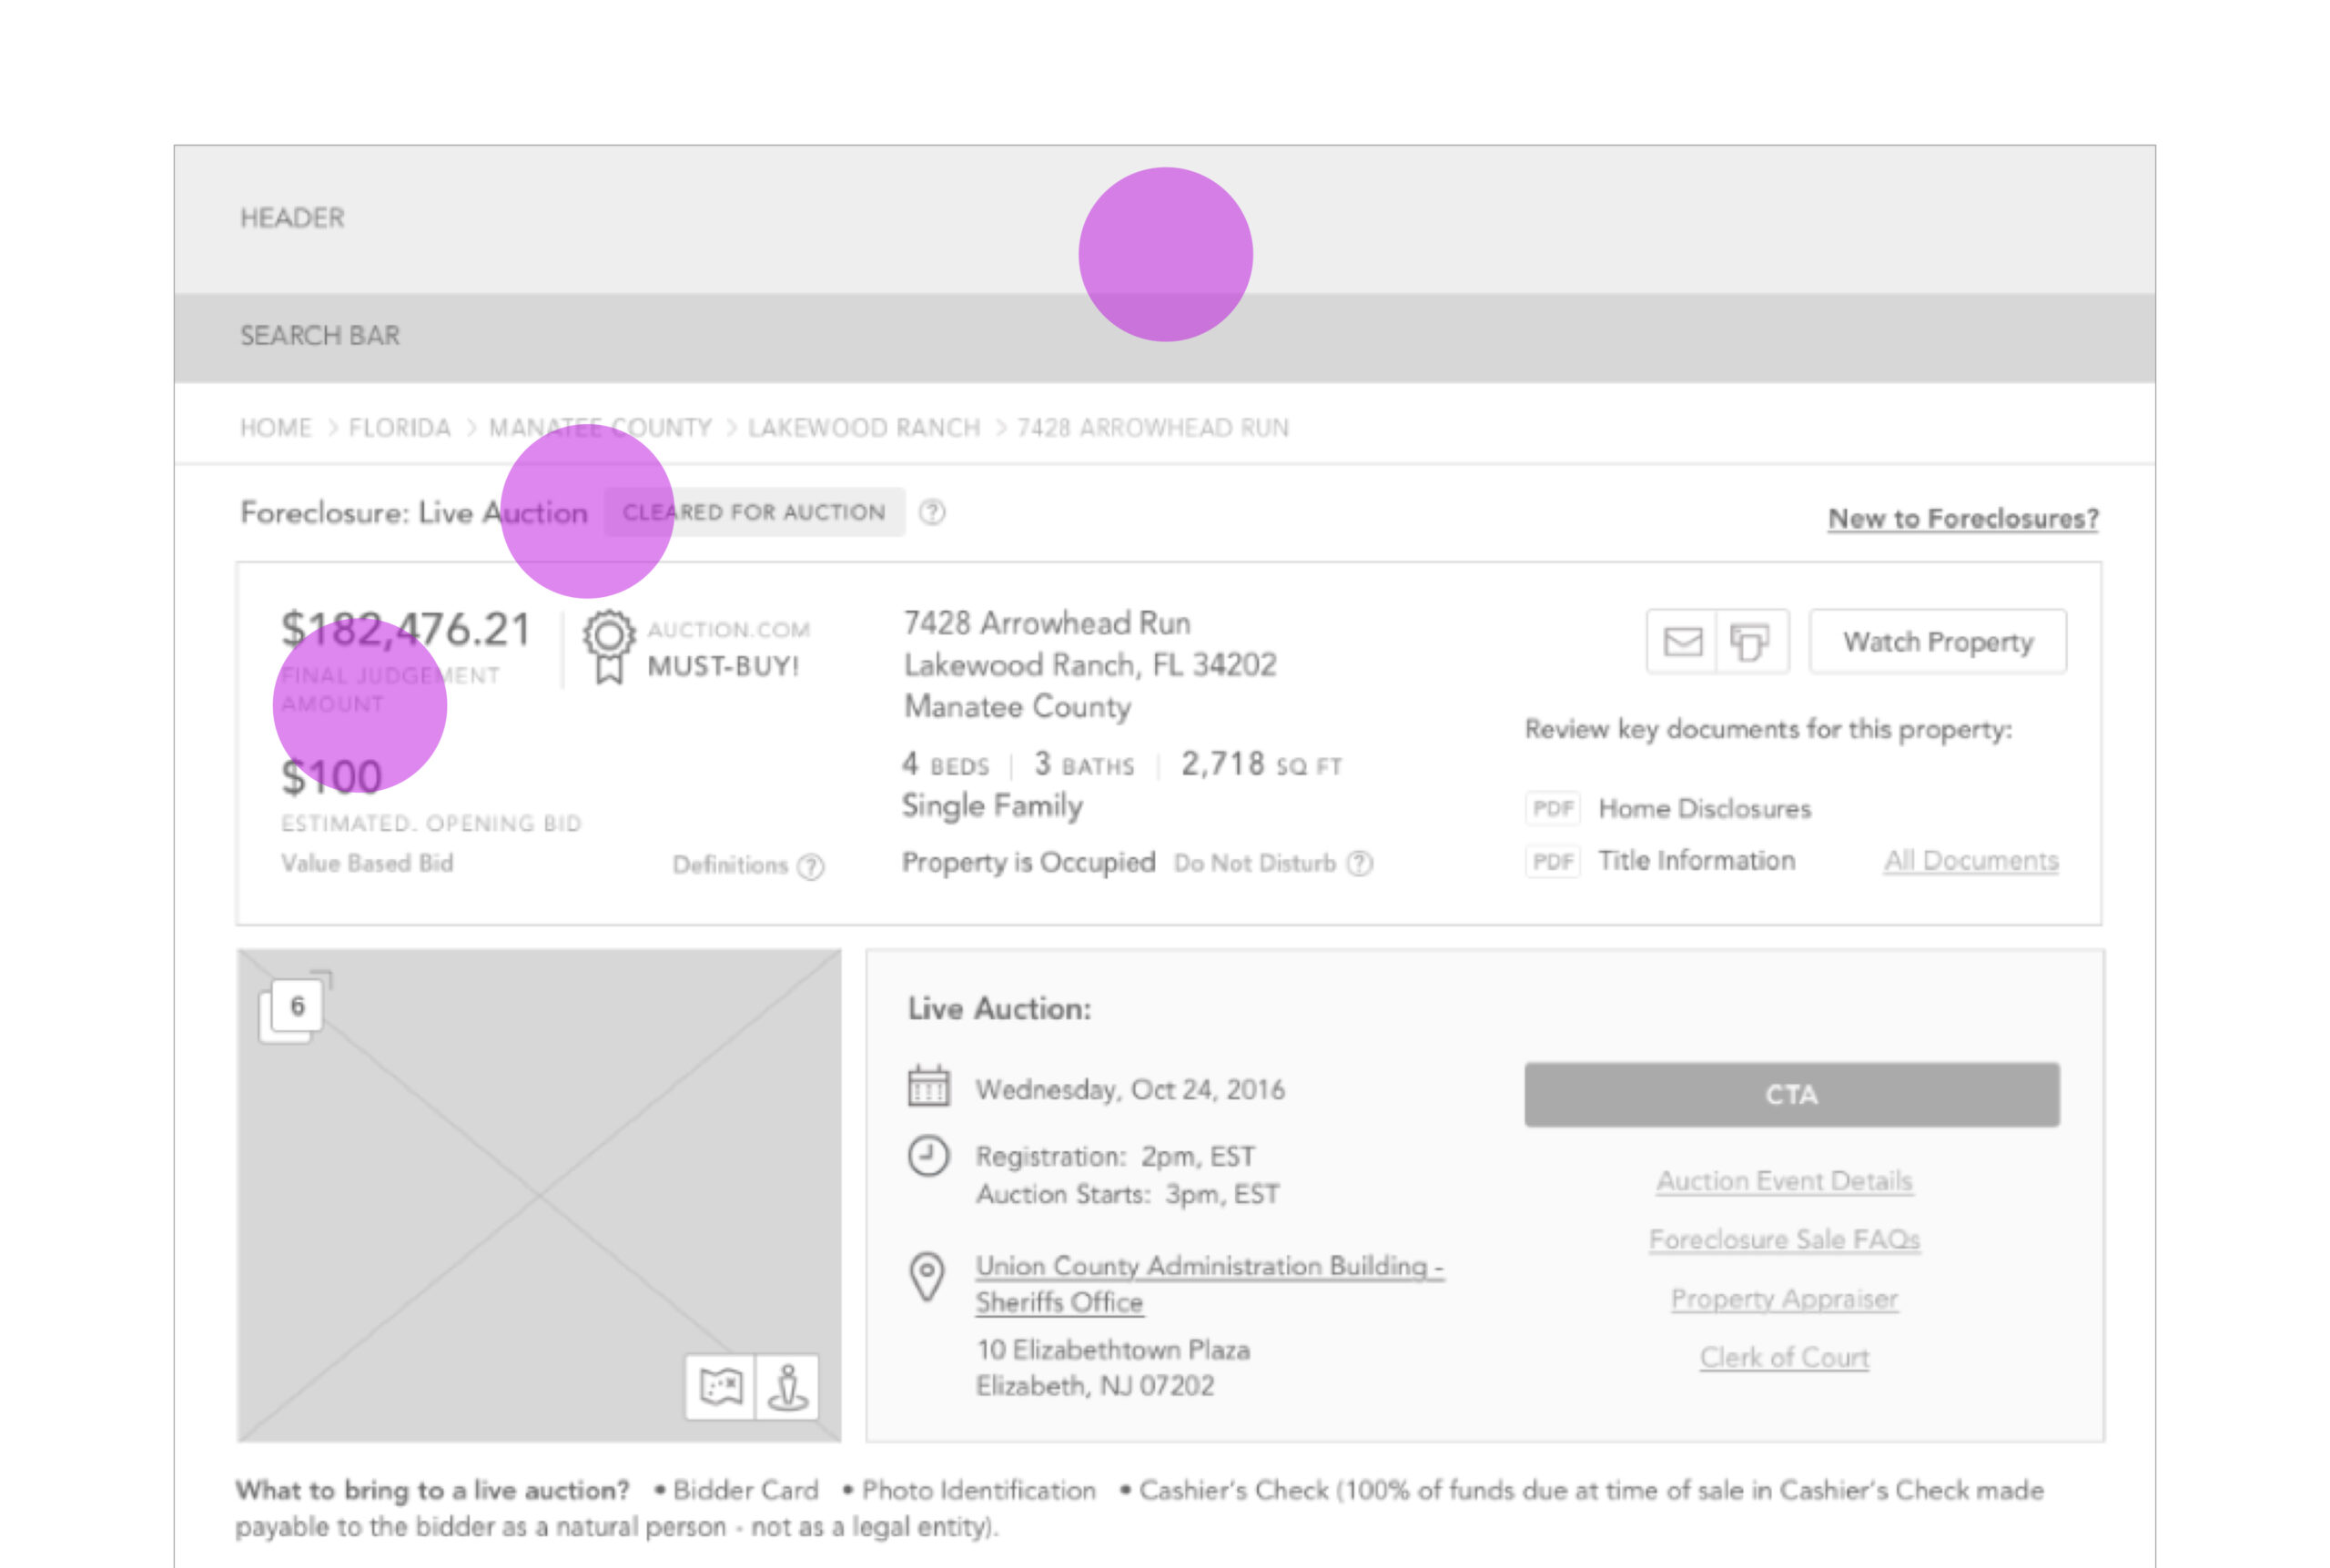 HEADER
SEARCH BAR
HOME > FLORIDA > MANATEE COUNTY > LAKEWOOD RANCH > 7428 ARROWHEAD RUN
Foreclosure: Live Auction CLEARED FOR AUCTION ?
New to Foreclosures?
$182,476.21
FINAL JUDGEMENT
AMOUNT
AUCTION.COM
MUST-BUY!
$100
ESTIMATED. OPENING BID
Value Based Bid
Definitions ?
7428 Arrowhead Run
Lakewood Ranch, FL 34202
Manatee County
4 BEDS | 3 BATHS | 2,718 SQ FT
Single Family
Property is Occupied Do Not Disturb ?
Watch Property
Review key documents for this property:
PDF Home Disclosures
PDF Title Information
All Documents
6
Live Auction:
Wednesday, Oct 24, 2016
Registration: 2pm, EST
Auction Starts: 3pm, EST
Union County Administration Building -
Sheriffs Office
10 Elizabethtown Plaza
Elizabeth, NJ 07202
CTA
Auction Event Details
Foreclosure Sale FAQs
Property Appraiser
Clerk of Court
What to bring to a live auction? • Bidder Card • Photo Identification • Cashier's Check (100% of funds due at time of sale in Cashier's Check made
payable to the bidder as a natural person - not as a legal entity).